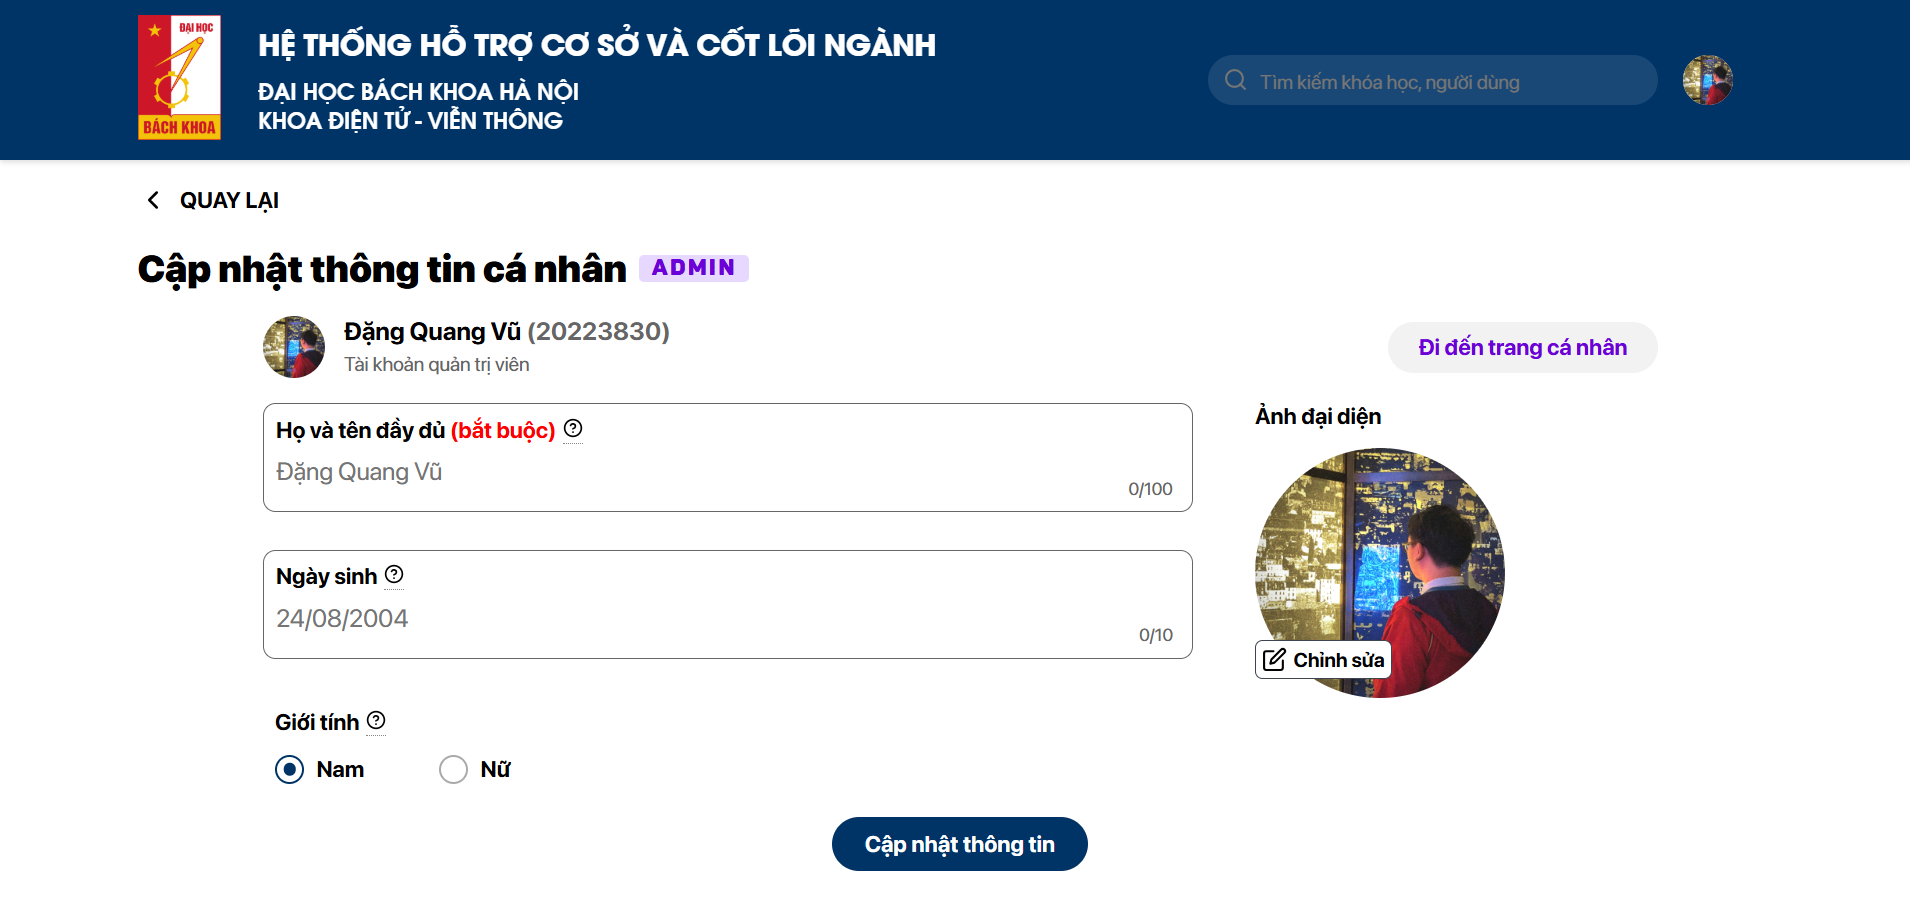 ĐẠI HỌC
BÁCH KHOA
HỆ THỐNG HỖ TRỢ CƠ SỞ VÀ CỐT LÕI NGÀNH
ĐẠI HỌC BÁCH KHOA HÀ NỘI
KHOA ĐIỆN TỬ - VIỄN THÔNG
Tìm kiếm khóa học, người dùng
QUAY LẠI
Cập nhật thông tin cá nhân ADMIN
Đặng Quang Vũ (20223830)
Tài khoản quản trị viên
Đi đến trang cá nhân
Họ và tên đầy đủ (bắt buộc)
Đặng Quang Vũ
0/100
Ngày sinh
24/08/2004
0/10
Giới tính
Nam
Nữ
Ảnh đại diện
Chỉnh sửa
Cập nhật thông tin